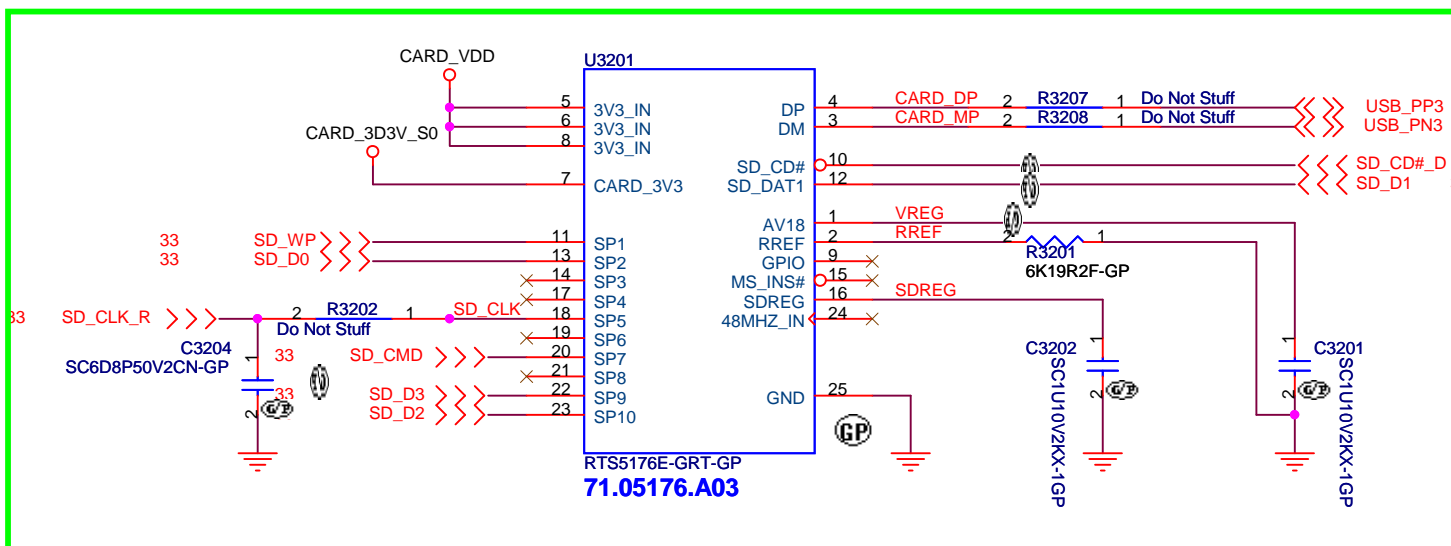 CARD_VDD
U3201
5 3V3_IN
6 3V3_IN
8 3V3_IN
CARD_3D3V_S0
7 CARD_3V3
33 SD_WP 11 SP1
33 SD_D0 13 SP2
14 SP3
17 SP4
33 SD_CLK_R 2 R3202 1 SD_CLK 18 SP5
Do Not Stuff
19 SP6
C3204
SC6D8P50V2CN-GP
1
2
G/P
33 SD_CMD 20 SP7
21 SP8
33 SD_D3 22 SP9
SD_D2 23 SP10
DP 4 CARD_DP 2 R3207 1 Do Not Stuff USB_PP3
DM 3 CARD_MP 2 R3208 1 Do Not Stuff USB_PN3
SD_CD# 10 SD_CD#_D
SD_DAT1 12 SD_D1
AV18 1 VREG
RREF 2 RREF 2 R3201 1
6K19R2F-GP
GPIO 9
MS_INS# 15
SDREG 16 SDREG
48MHZ_IN 24
GND 25
GP
C3202
1
2
G/P
SC1U10V2KX-1GP
C3201
1
2
G/P
SC1U10V2KX-1GP
RTS5176E-GRT-GP
71.05176.A03